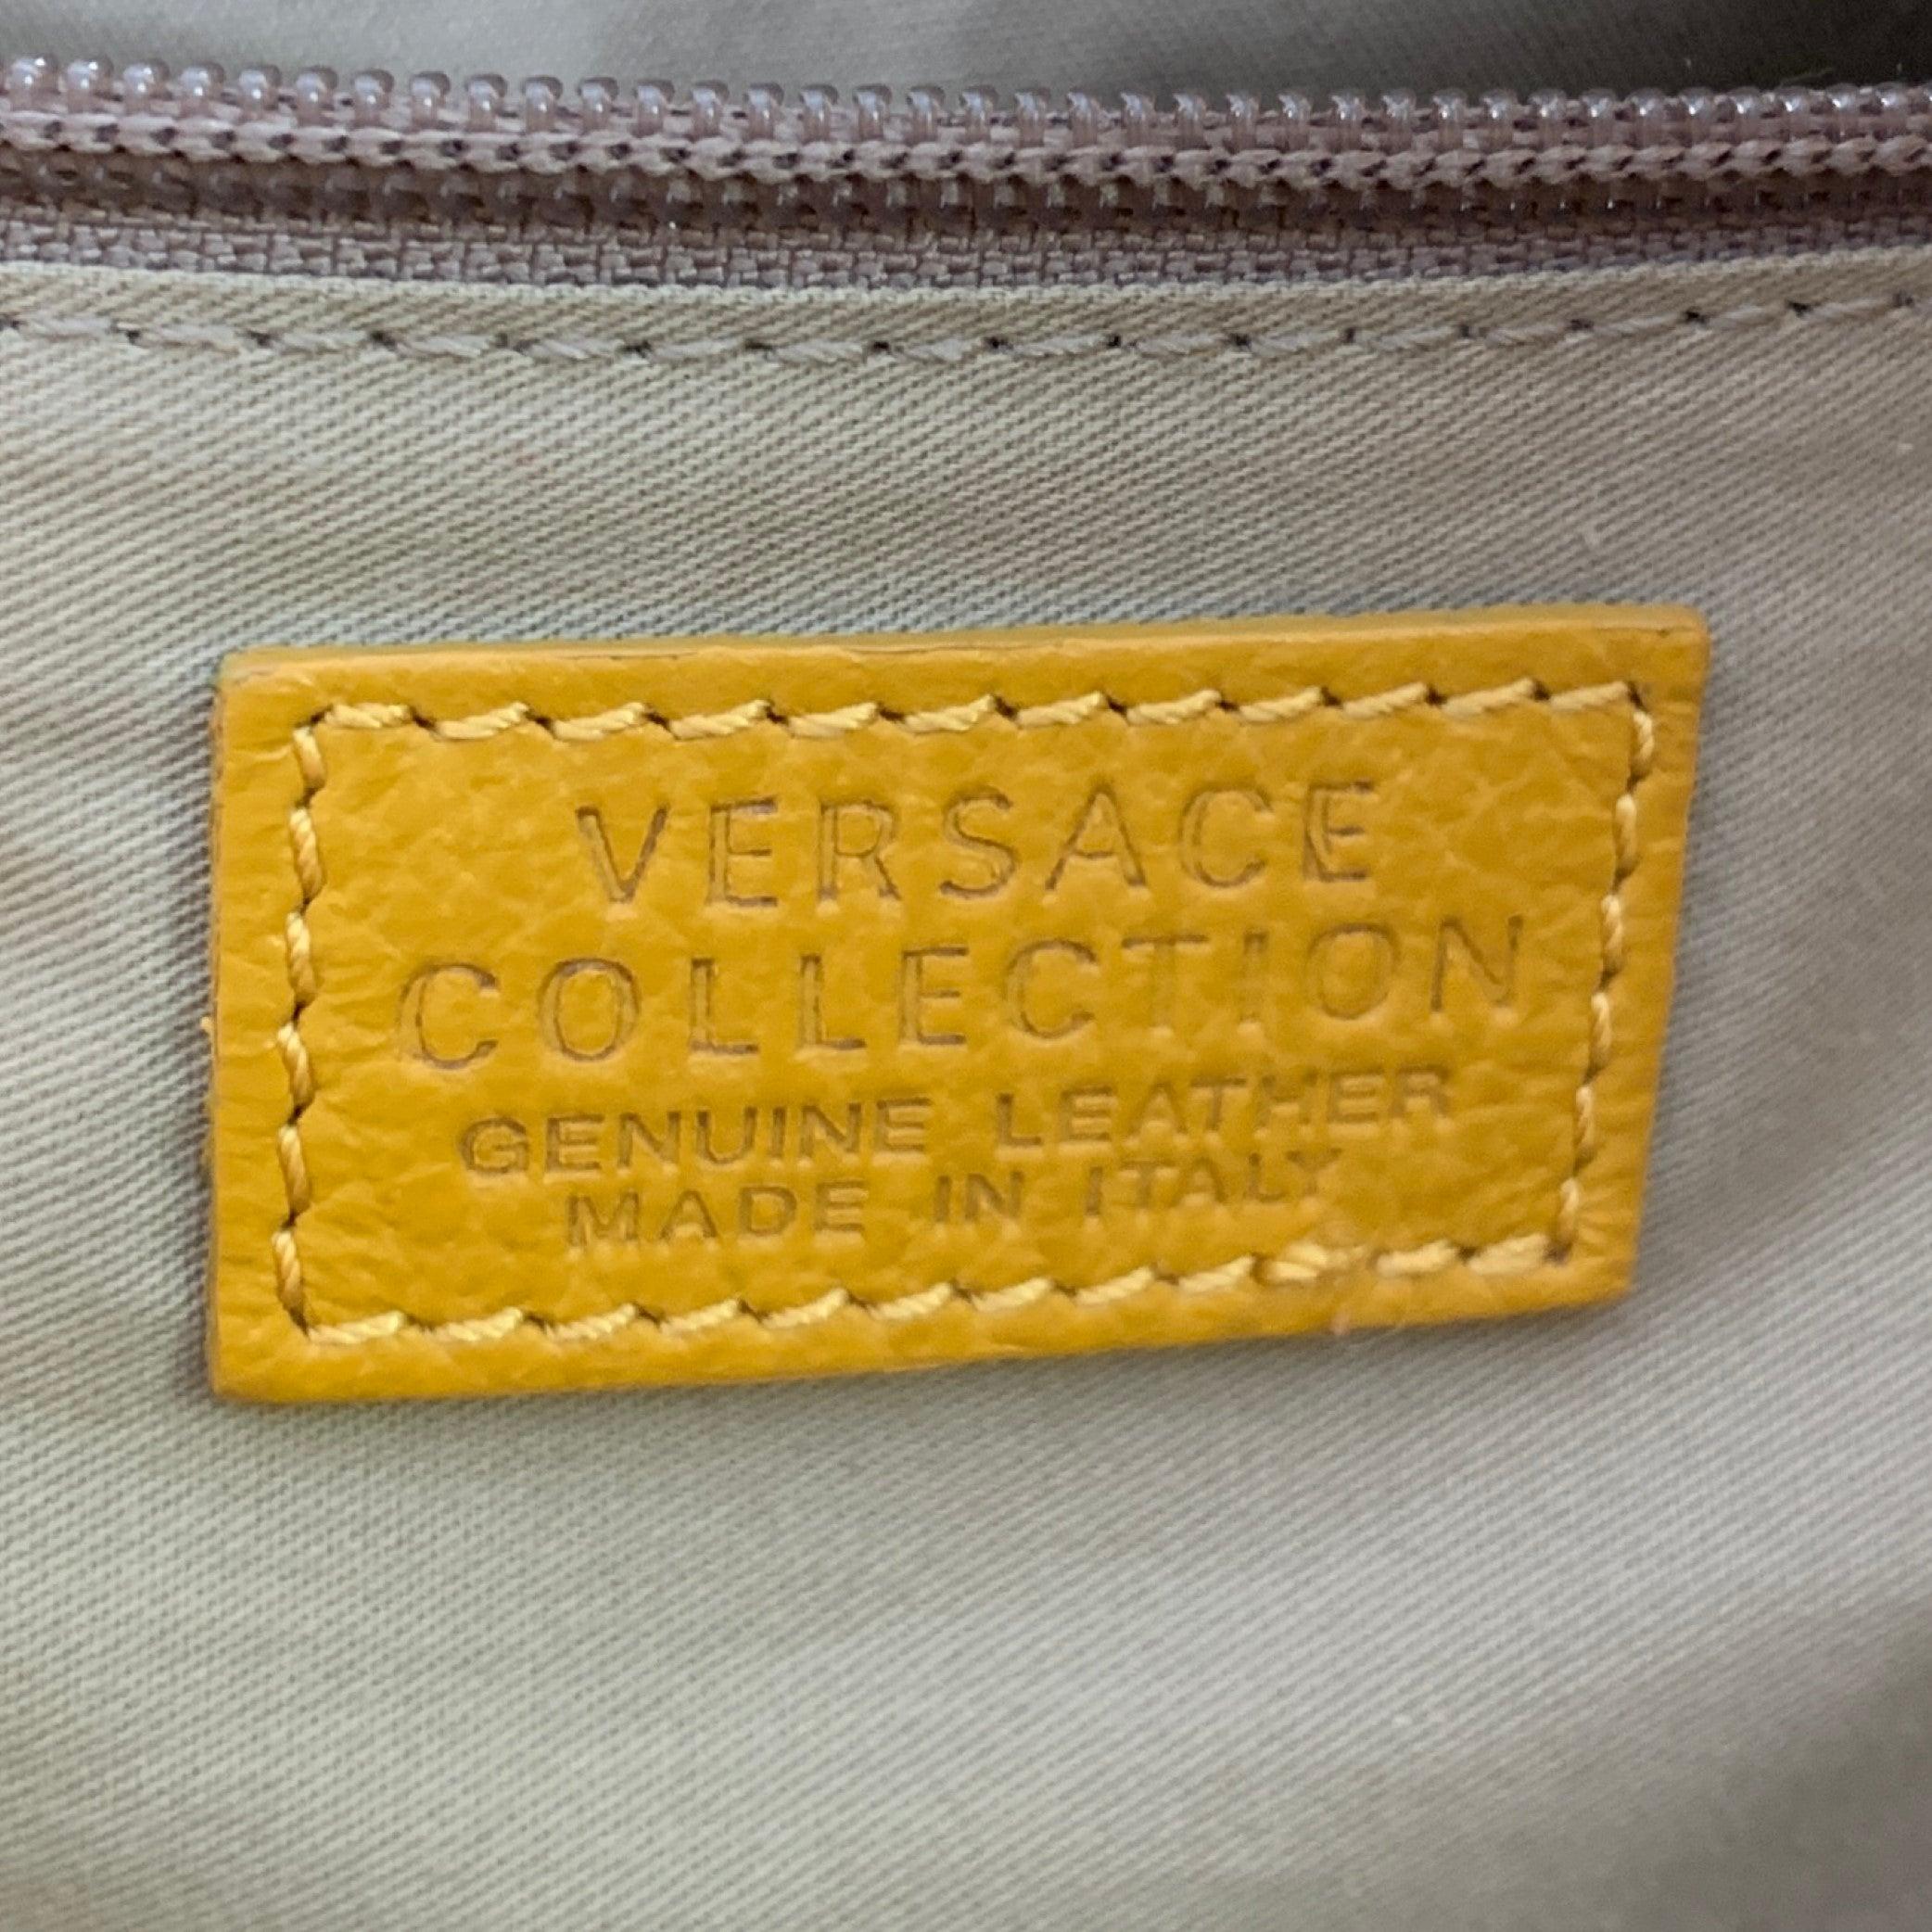 VERSACE
COLLECTION
GENUINE LEATHER
MADE IN ITALY